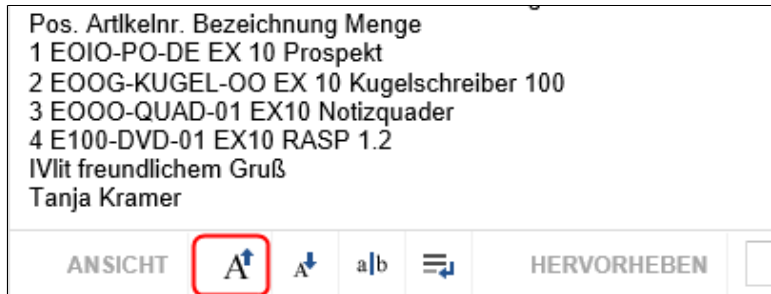 Pos. Artlkelnr. Bezeichnung Menge
1 EOIO-PO-DE EX 10 Prospekt
2 EOOG-KUGEL-OO EX 10 Kugelschreiber 100
3 EOOO-QUAD-01 EX10 Notizquader
4 E100-DVD-01 EX10 RASP 1.2
IVlit freundlichem Gruß
Tanja Kramer
ANSICHT A A a|b HERVORHEBEN